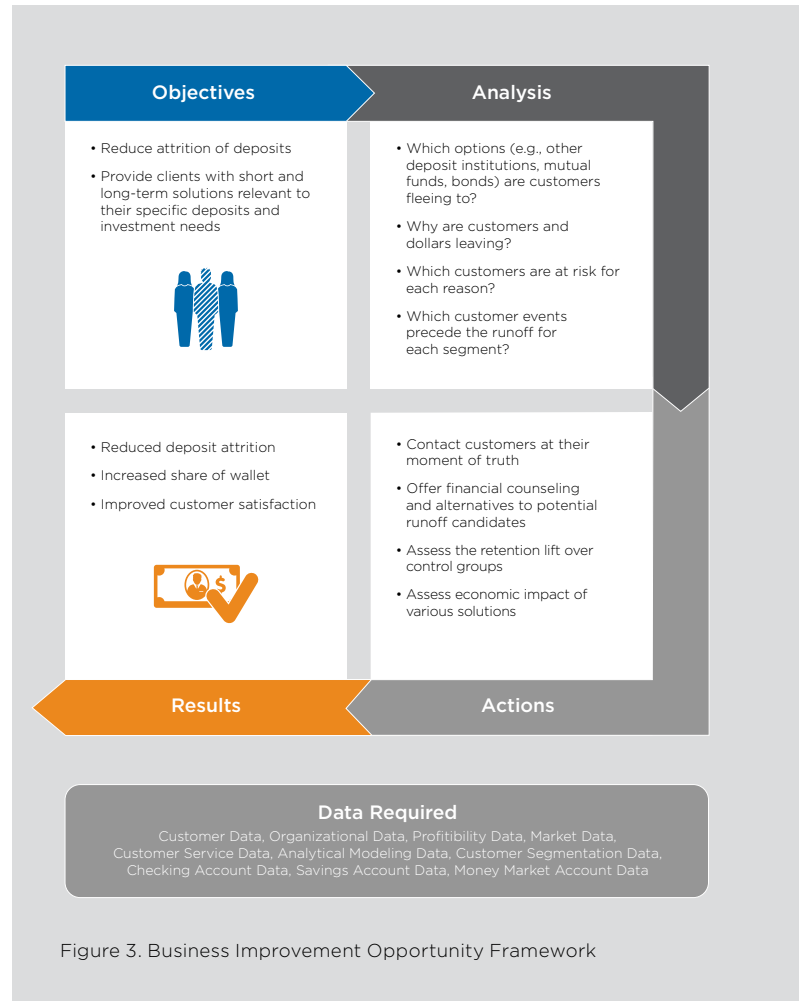 Objectives
• Reduce attrition of deposits
• Provide clients with short and
long-term solutions relevant to
their specific deposits and
investment needs
Analysis
• Which options (e.g., other
deposit institutions, mutual
funds, bonds) are customers
fleeing to?
• Why are customers and
dollars leaving?
• Which customers are at risk for
each reason?
• Which customer events
precede the runoff for
each segment?
• Contact customers at their
moment of truth
• Offer financial counseling
and alternatives to potential
runoff candidates
• Assess the retention lift over
control groups
• Assess economic impact of
various solutions
Actions
• Reduced deposit attrition
• Increased share of wallet
• Improved customer satisfaction
$
Results
Data Required
Customer Data, Organizational Data, Profitibility Data, Market Data,
Customer Service Data, Analytical Modeling Data, Customer Segmentation Data,
Checking Account Data, Savings Account Data, Money Market Account Data
Figure 3. Business Improvement Opportunity Framework